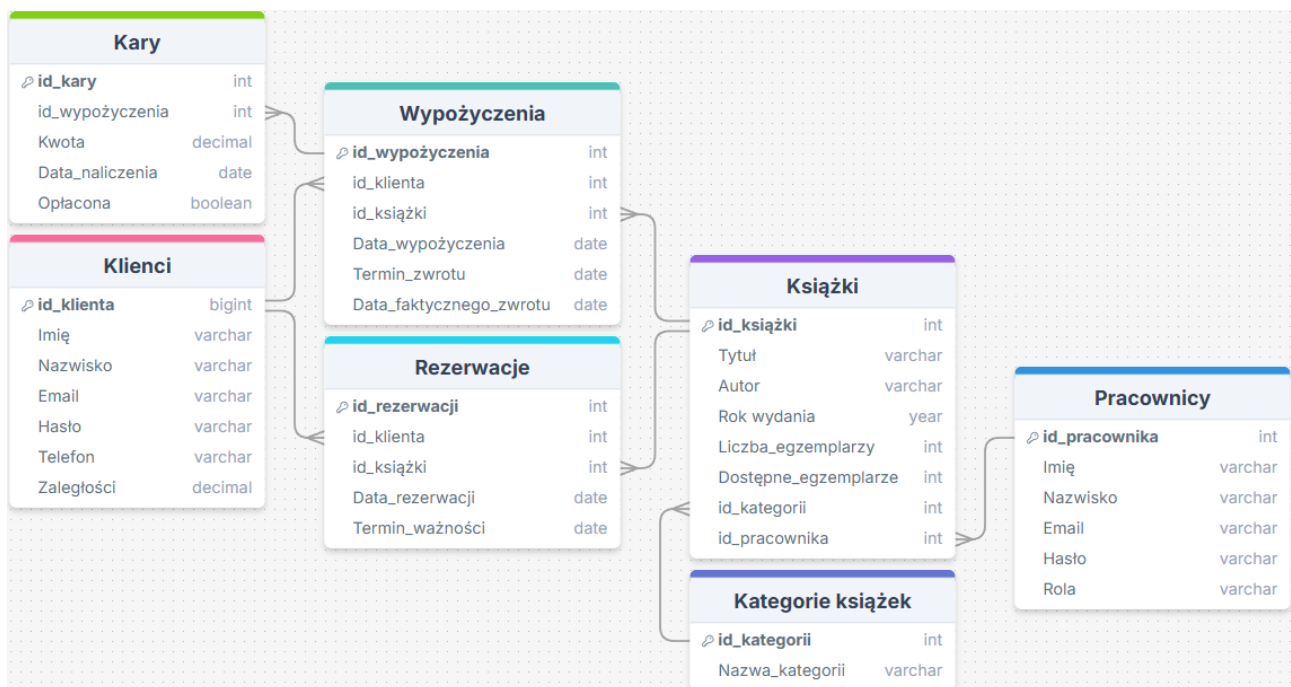 Kary
id_kary int
id_wypożyczenia int
Kwota decimal
Data_naliczenia date
Opłacona boolean
Klienci
id_klienta bigint
Imię varchar
Nazwisko varchar
Email varchar
Hasło varchar
Telefon varchar
Zaległości decimal
Wypożyczenia
id_wypożyczenia int
id_klienta int
id_książki int
Data_wypożyczenia date
Termin_zwrotu date
Data_faktycznego_zwrotu date
Rezerwacje
id_rezerwacji int
id_klienta int
id_książki int
Data_rezerwacji date
Termin_ważności date
Książki
id_książki int
Tytuł varchar
Autor varchar
Rok wydania year
Liczba_egzemplarzy int
Dostępne_egzemplarze int
id_kategorii int
id_pracownika int
Kategorie książek
id_kategorii int
Nazwa_kategorii varchar
Pracownicy
id_pracownika int
Imię varchar
Nazwisko varchar
Email varchar
Hasło varchar
Rola varchar